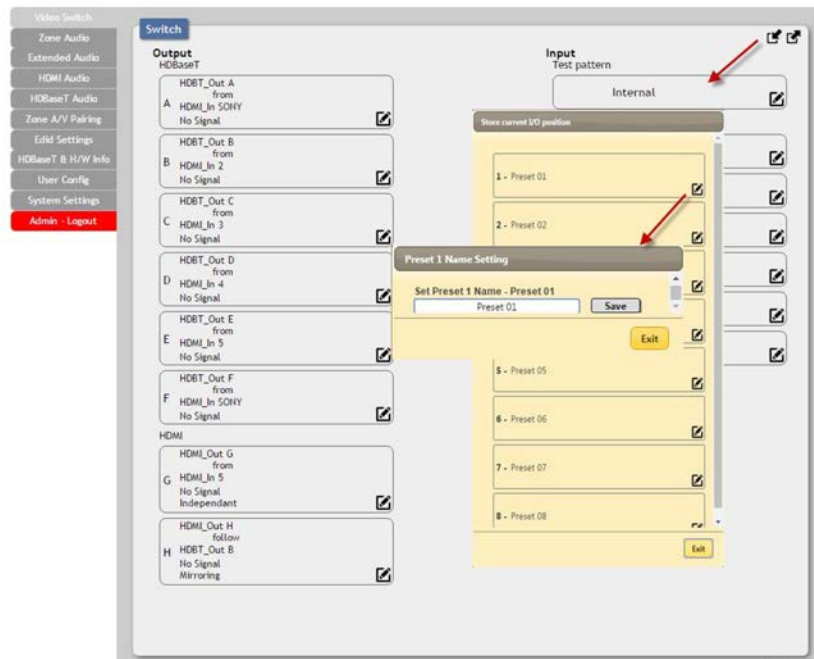 Video Switch
Zone Audio
Extended Audio
HDMI Audio
HDBaseT Audio
Zone A/V Pairing
Edid Settings
HDBaseT & H/W Info
User Config
System Settings
Admin - Logout
Switch
Output
HDBaseT
A
HDBT_Out A
from
HDMI_In SONY
No Signal
B
HDBT_Out B
from
HDMI_In 2
No Signal
C
HDBT_Out C
from
HDMI_In 3
No Signal
D
HDBT_Out D
from
HDMI_In 4
No Signal
E
HDBT_Out E
from
HDMI_In 5
No Signal
F
HDBT_Out F
from
HDMI_In SONY
No Signal
HDMI
G
HDMI_Out G
from
HDMI_In 5
No Signal
Independant
H
HDMI_Out H
follow
HDBT_Out B
No Signal
Mirroring
Input
Test pattern
Internal
Store current I/O position
1 - Preset 01
2 - Preset 02
Preset 1 Name Setting
Set Preset 1 Name - Preset 01
Preset 01
Save
Exit
5 - Preset 05
6 - Preset 06
7 - Preset 07
8 - Preset 08
Exit